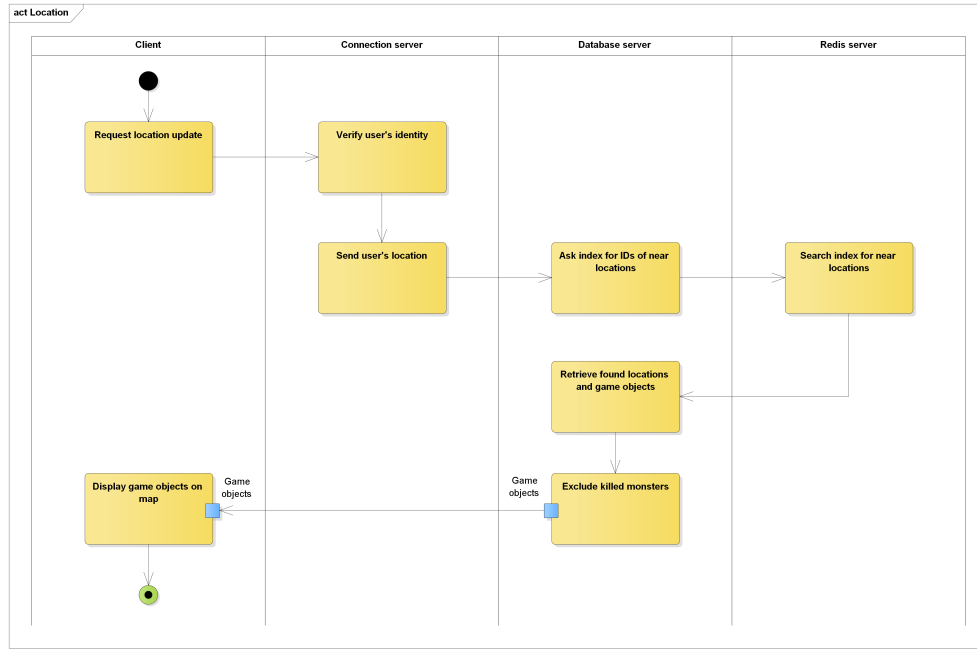 act Location
Client
Connection server
Database server
Redis server
Request location update
Verify user's identity
Send user's location
Ask index for IDs of near
locations
Search index for near
locations
Retrieve found locations
and game objects
Display game objects on
map
Game
objects
Game
objects
Exclude killed monsters